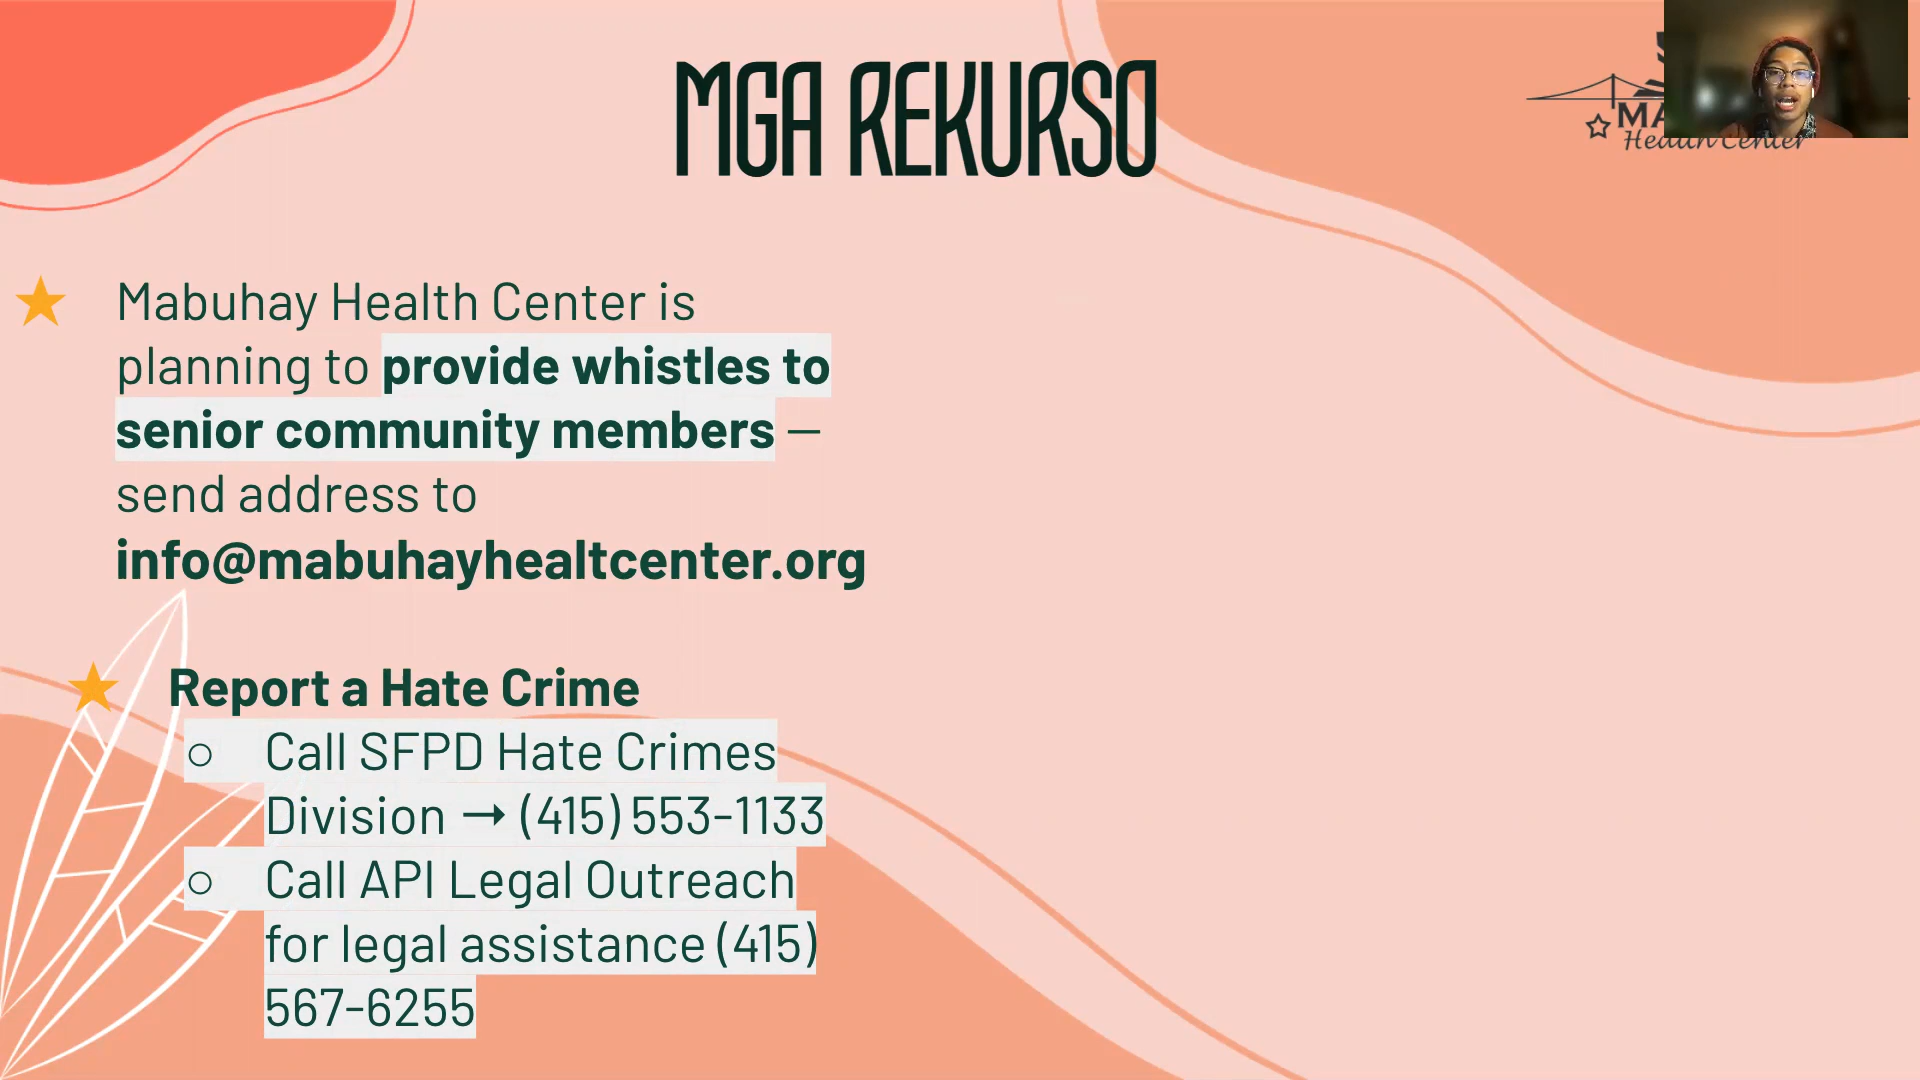 MGA REKURSO
Health Center
Mabuhay Health Center is
planning to provide whistles to
senior community members —
send address to
info@mabuhayhealtcenter.org
Report a Hate Crime
○ Call SFPD Hate Crimes
Division → (415) 553-1133
○ Call API Legal Outreach
for legal assistance (415)
567-6255